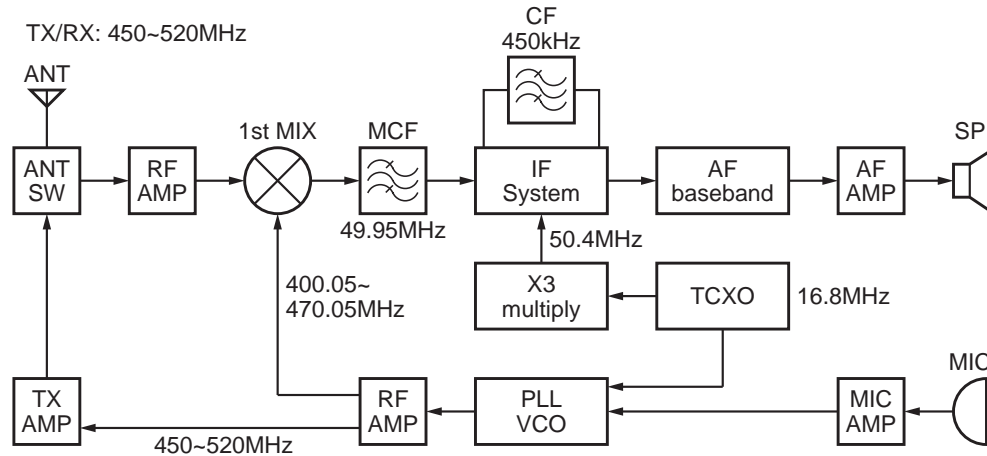 TX/RX: 450~520MHz
CF
450kHz
ANT
1st MIX
MCF
SP
ANT
SW
RF
AMP
IF
System
AF
baseband
AF
AMP
49.95MHz
50.4MHz
400.05~
470.05MHz
X3
multiply
TCXO
16.8MHz
MIC
TX
AMP
RF
AMP
PLL
VCO
MIC
AMP
450~520MHz